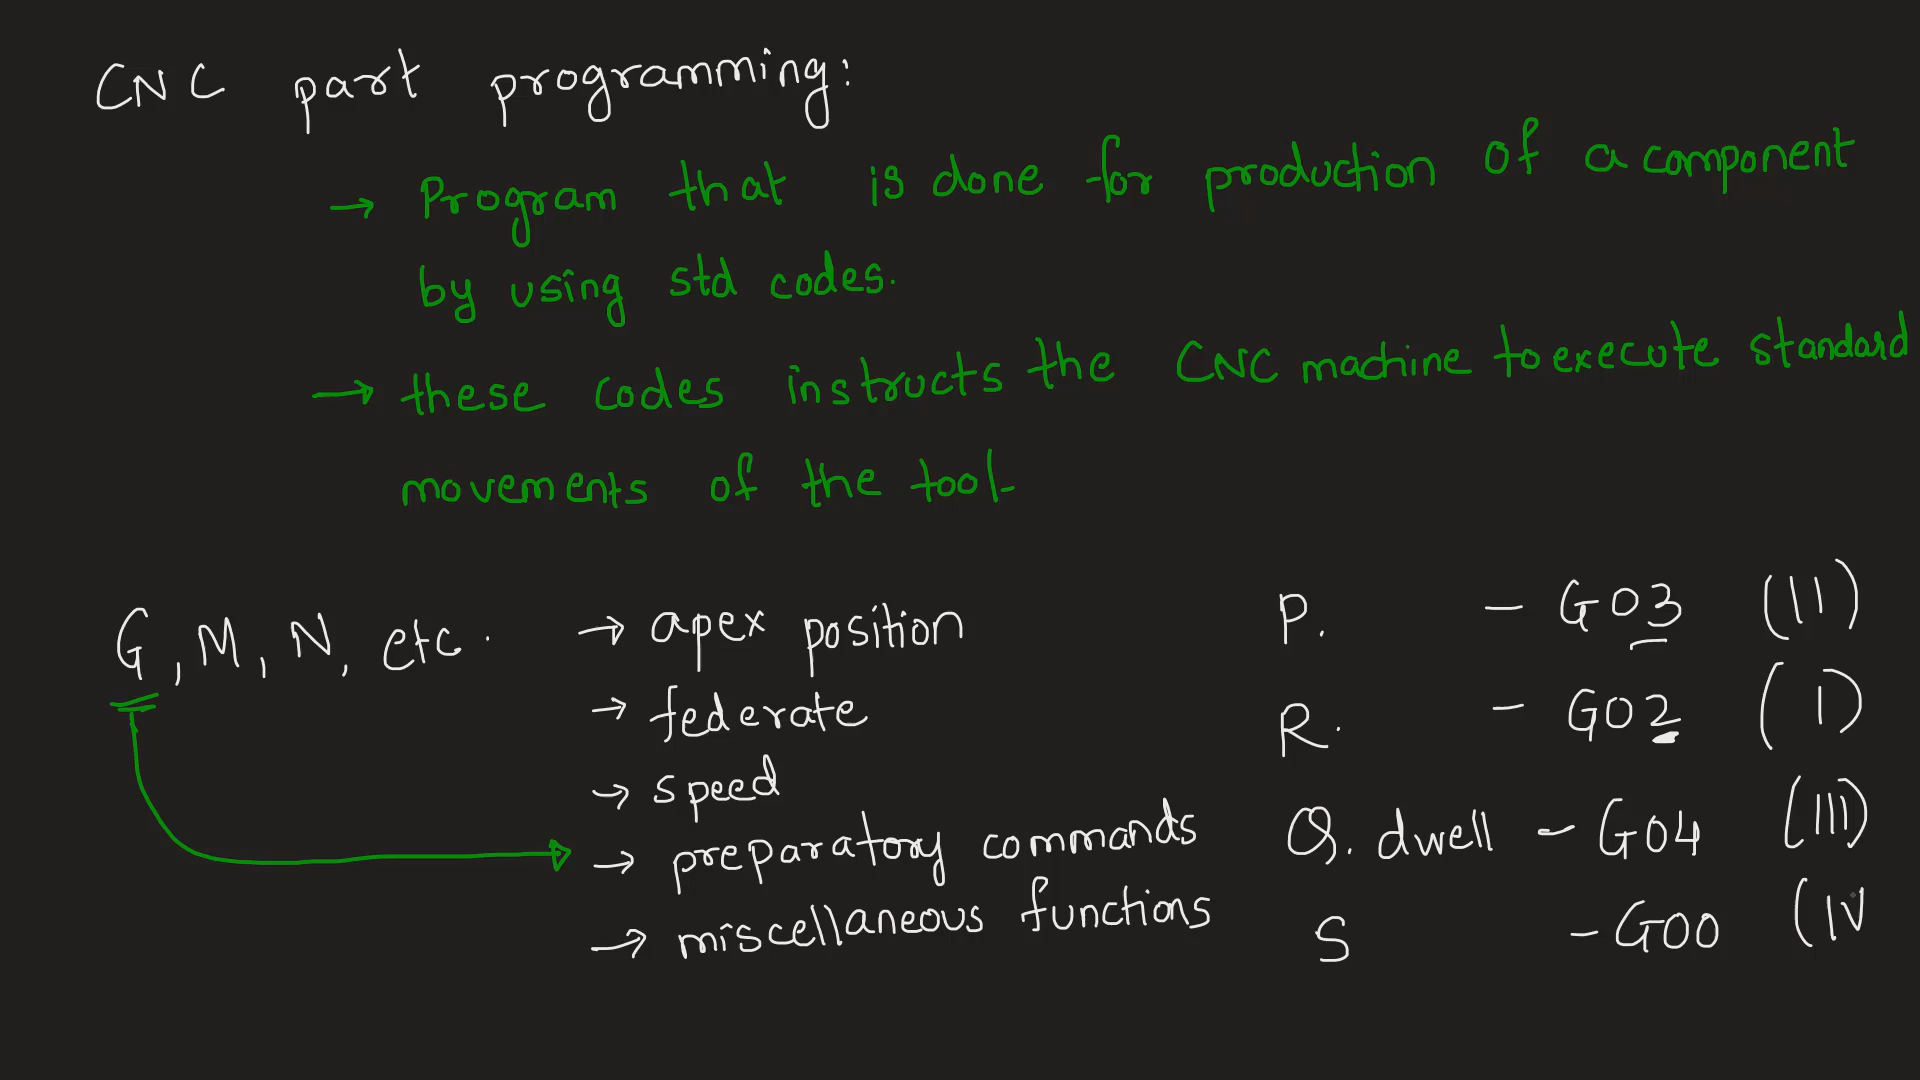 CNC part programming:
→ Program that is done for production of a component
by using std codes.
→ these codes instructs the CNC machine to execute standard
movements of the tool.
G, M, N, etc. → apex position
→ federate
→ speed
→ preparatory commands
→ miscellaneous functions
P. - G03 (II)
R. - G02 (I)
Q. dwell - G04 (III)
S - G00 (IV